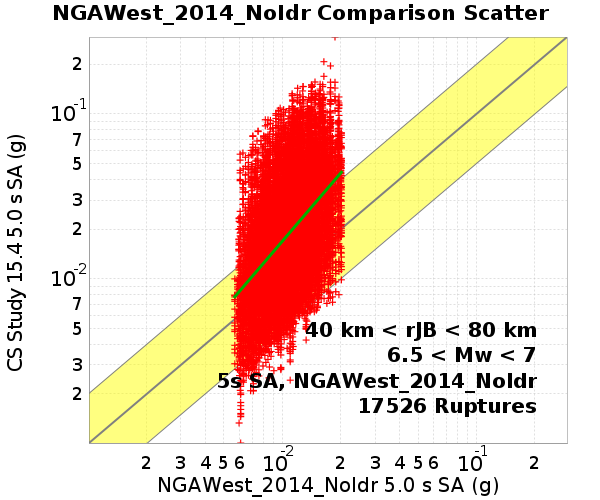 NGAWest_2014_NoIdr Comparison Scatter
CS Study 15.4 5.0 s SA (g)
2
10-1
7
5
3
2
10-2
7
5
3
2
40 km < rJB < 80 km
6.5 < Mw < 7
5s SA, NGAWest_2014_NoIdr
17526 Ruptures
2 3 4 5 6 10-2 2 3 4 5 6 10-1 2
NGAWest_2014_NoIdr 5.0 s SA (g)